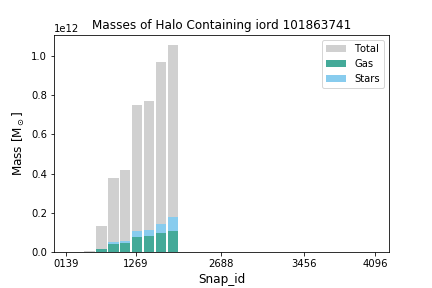 Masses of Halo Containing iord 101863741
1e12
Total
Gas
Stars
1.0
0.8
0.6
0.4
0.2
0.0
Mass [M⊙]
0139 1269 2688 3456 4096
Snap_id